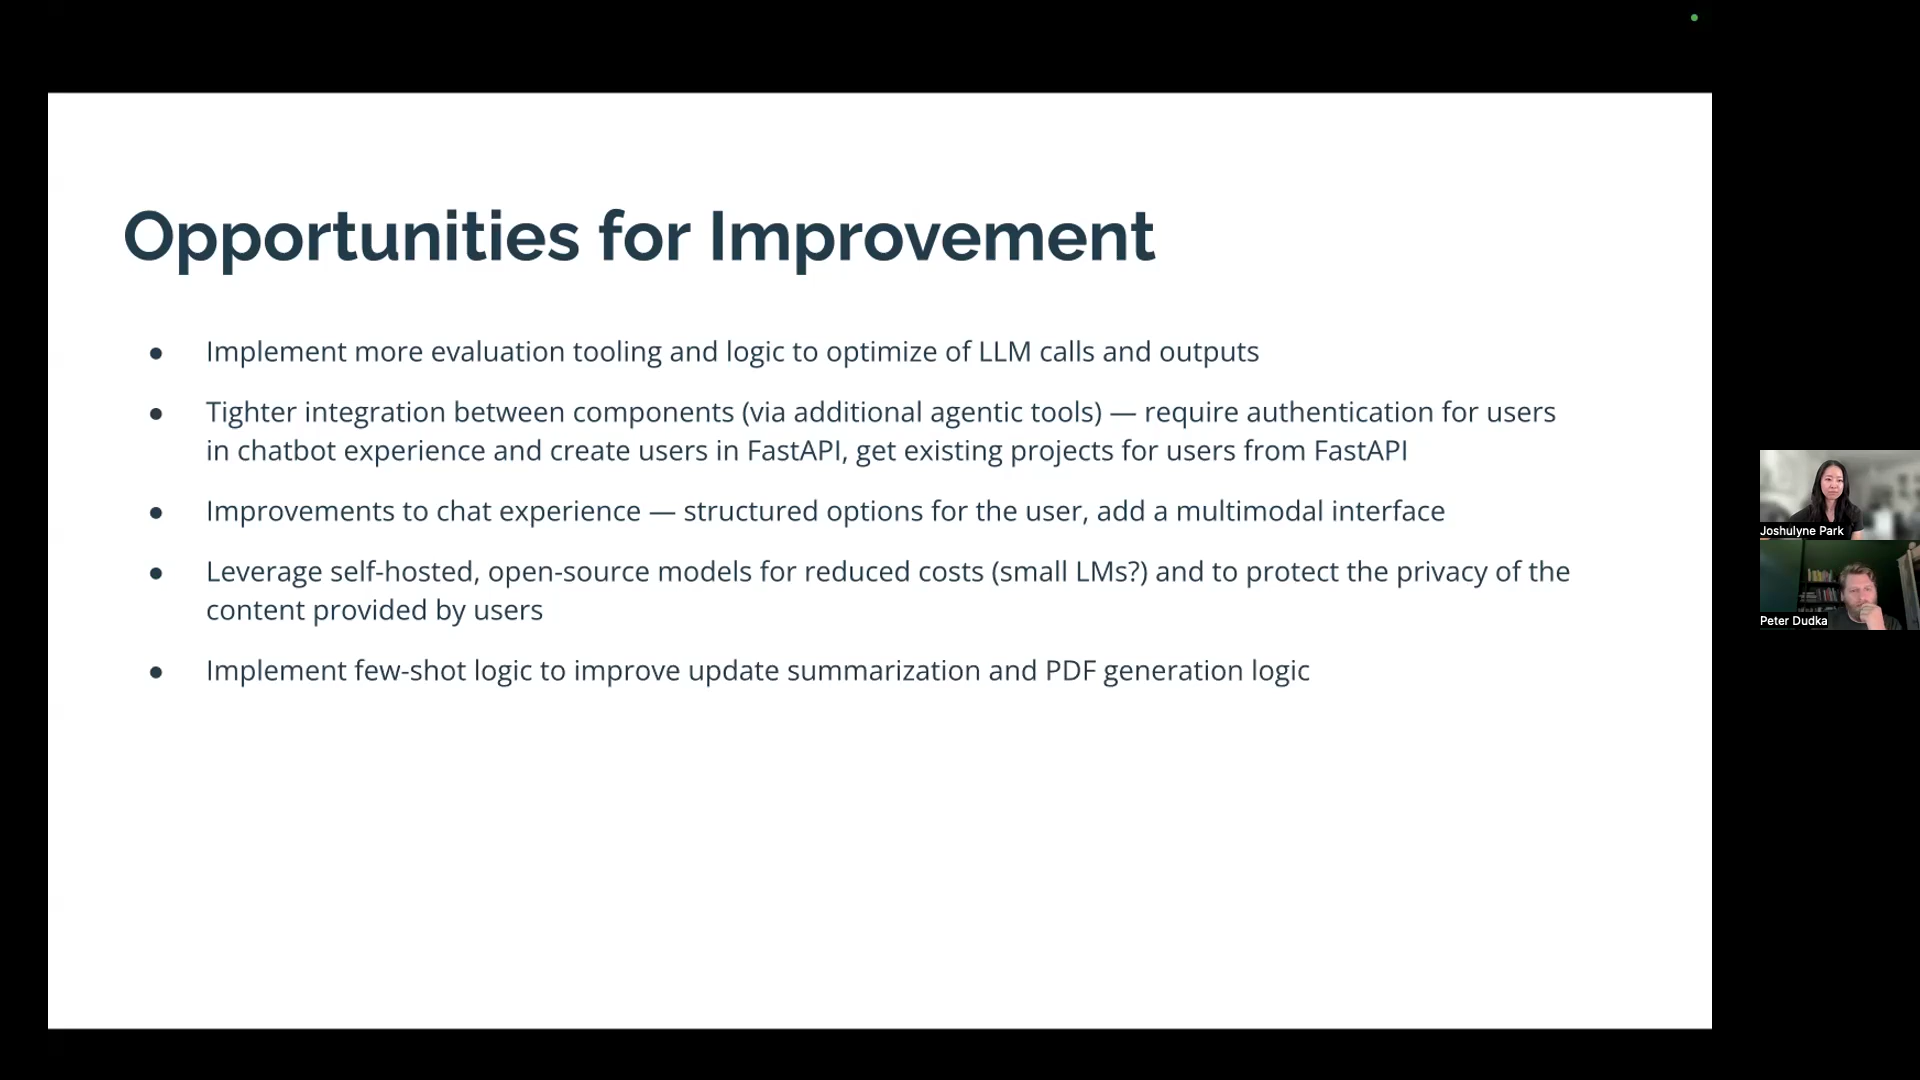 Opportunities for Improvement
● Implement more evaluation tooling and logic to optimize of LLM calls and outputs
● Tighter integration between components (via additional agentic tools) — require authentication for users
in chatbot experience and create users in FastAPI, get existing projects for users from FastAPI
● Improvements to chat experience — structured options for the user, add a multimodal interface
● Leverage self-hosted, open-source models for reduced costs (small LMs?) and to protect the privacy of the
content provided by users
● Implement few-shot logic to improve update summarization and PDF generation logic
Joshulyne Park
Peter Dudka